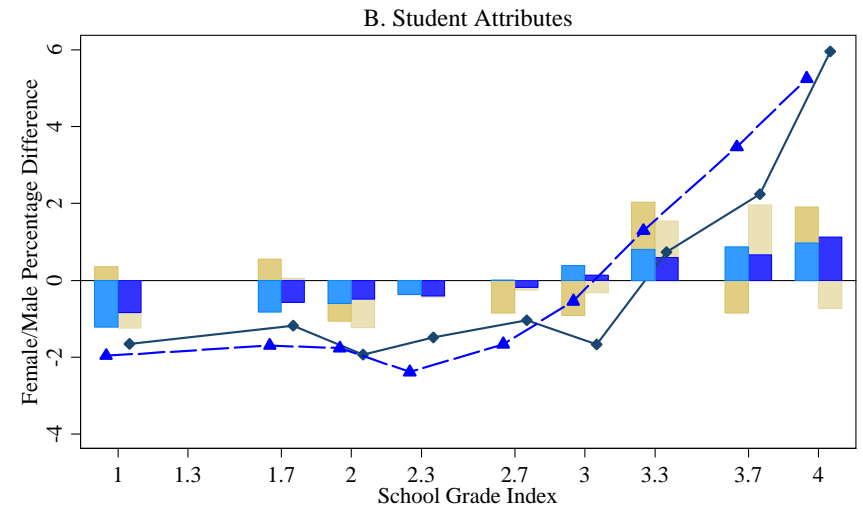 B. Student Attributes
Female/Male Percentage Difference
6
4
2
0
-2
-4
1 1.3 1.7 2 2.3 2.7 3 3.3 3.7 4
School Grade Index